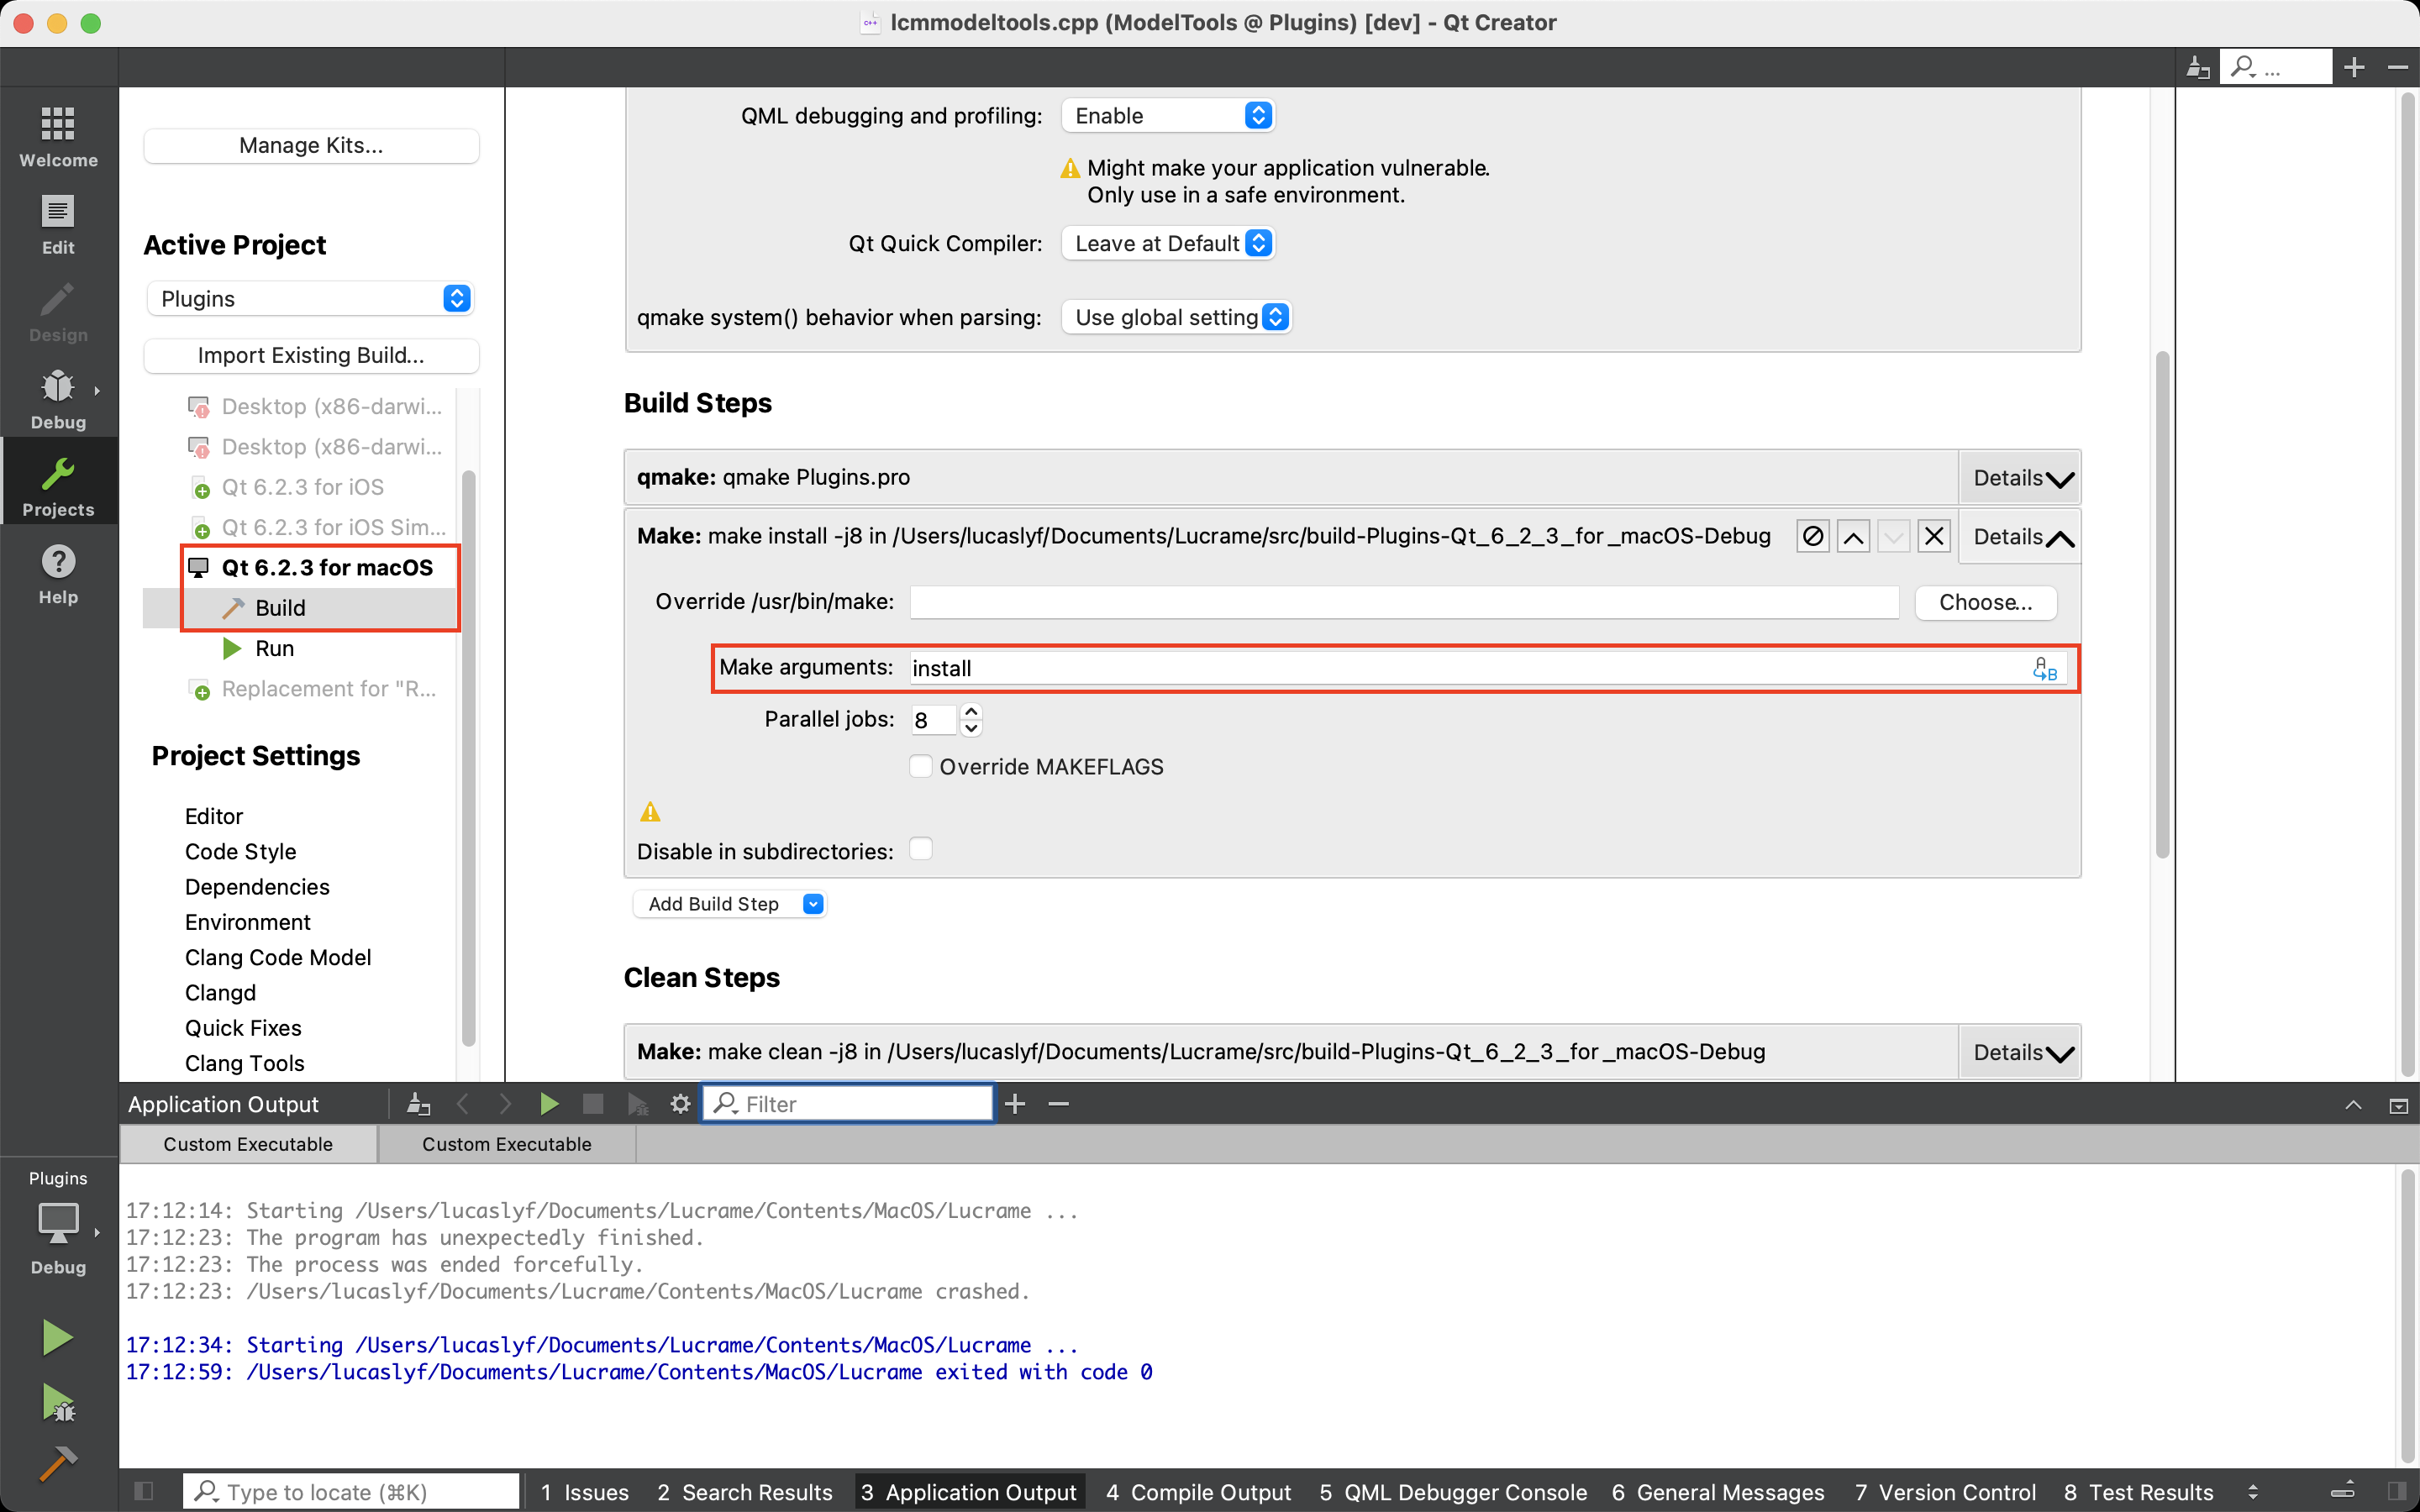 lcmmodeltools.cpp (ModelTools @ Plugins) [dev] - Qt Creator
...
Welcome
Edit
Design
Debug
Projects
Help
Manage Kits...
Active Project
Plugins
Import Existing Build...
Desktop (x86-darwi...
Desktop (x86-darwi...
Qt 6.2.3 for iOS
Qt 6.2.3 for iOS Sim...
Qt 6.2.3 for macOS
Build
Run
Replacement for "R...
Project Settings
Editor
Code Style
Dependencies
Environment
Clang Code Model
Clangd
Quick Fixes
Clang Tools
QML debugging and profiling: Enable
Might make your application vulnerable.
Only use in a safe environment.
Qt Quick Compiler: Leave at Default
qmake system() behavior when parsing: Use global setting
Build Steps
qmake: qmake Plugins.pro Details
Make: make install -j8 in /Users/lucaslyf/Documents/Lucrame/src/build-Plugins-Qt_6_2_3_for_macOS-Debug Details
Override /usr/bin/make: Choose...
Make arguments: install
Parallel jobs: 8
Override MAKEFLAGS
Disable in subdirectories:
Add Build Step
Clean Steps
Make: make clean -j8 in /Users/lucaslyf/Documents/Lucrame/src/build-Plugins-Qt_6_2_3_for_macOS-Debug Details
Application Output Filter
Custom Executable Custom Executable
17:12:14: Starting /Users/lucaslyf/Documents/Lucrame/Contents/MacOS/Lucrame ...
17:12:23: The program has unexpectedly finished.
17:12:23: The process was ended forcefully.
17:12:23: /Users/lucaslyf/Documents/Lucrame/Contents/MacOS/Lucrame crashed.
17:12:34: Starting /Users/lucaslyf/Documents/Lucrame/Contents/MacOS/Lucrame ...
17:12:59: /Users/lucaslyf/Documents/Lucrame/Contents/MacOS/Lucrame exited with code 0
Plugins
Debug
Type to locate (⌘K) 1 Issues 2 Search Results 3 Application Output 4 Compile Output 5 QML Debugger Console 6 General Messages 7 Version Control 8 Test Results